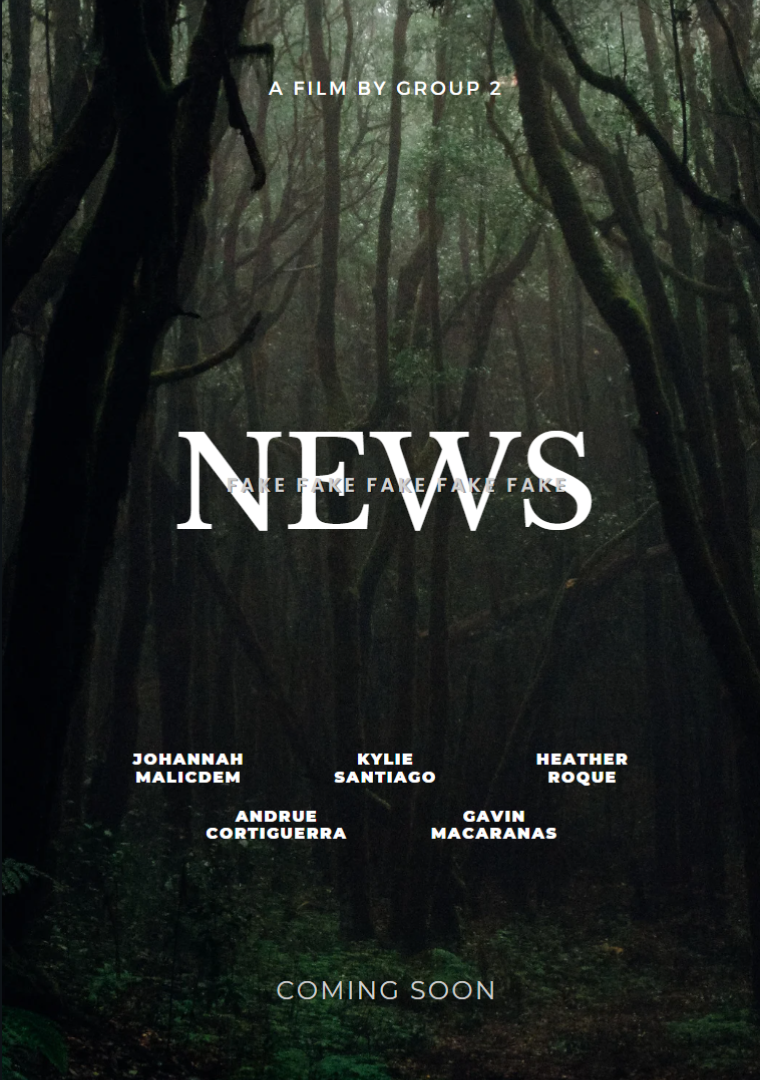 A FILM BY GROUP 2
NEWS
FAKE FAKE FAKE FAKE FAKE
JOHANNAH
MALICDEM
KYLIE
SANTIAGO
HEATHER
ROQUE
ANDRUE
CORTIGUERRA
GAVIN
MACARANAS
COMING SOON